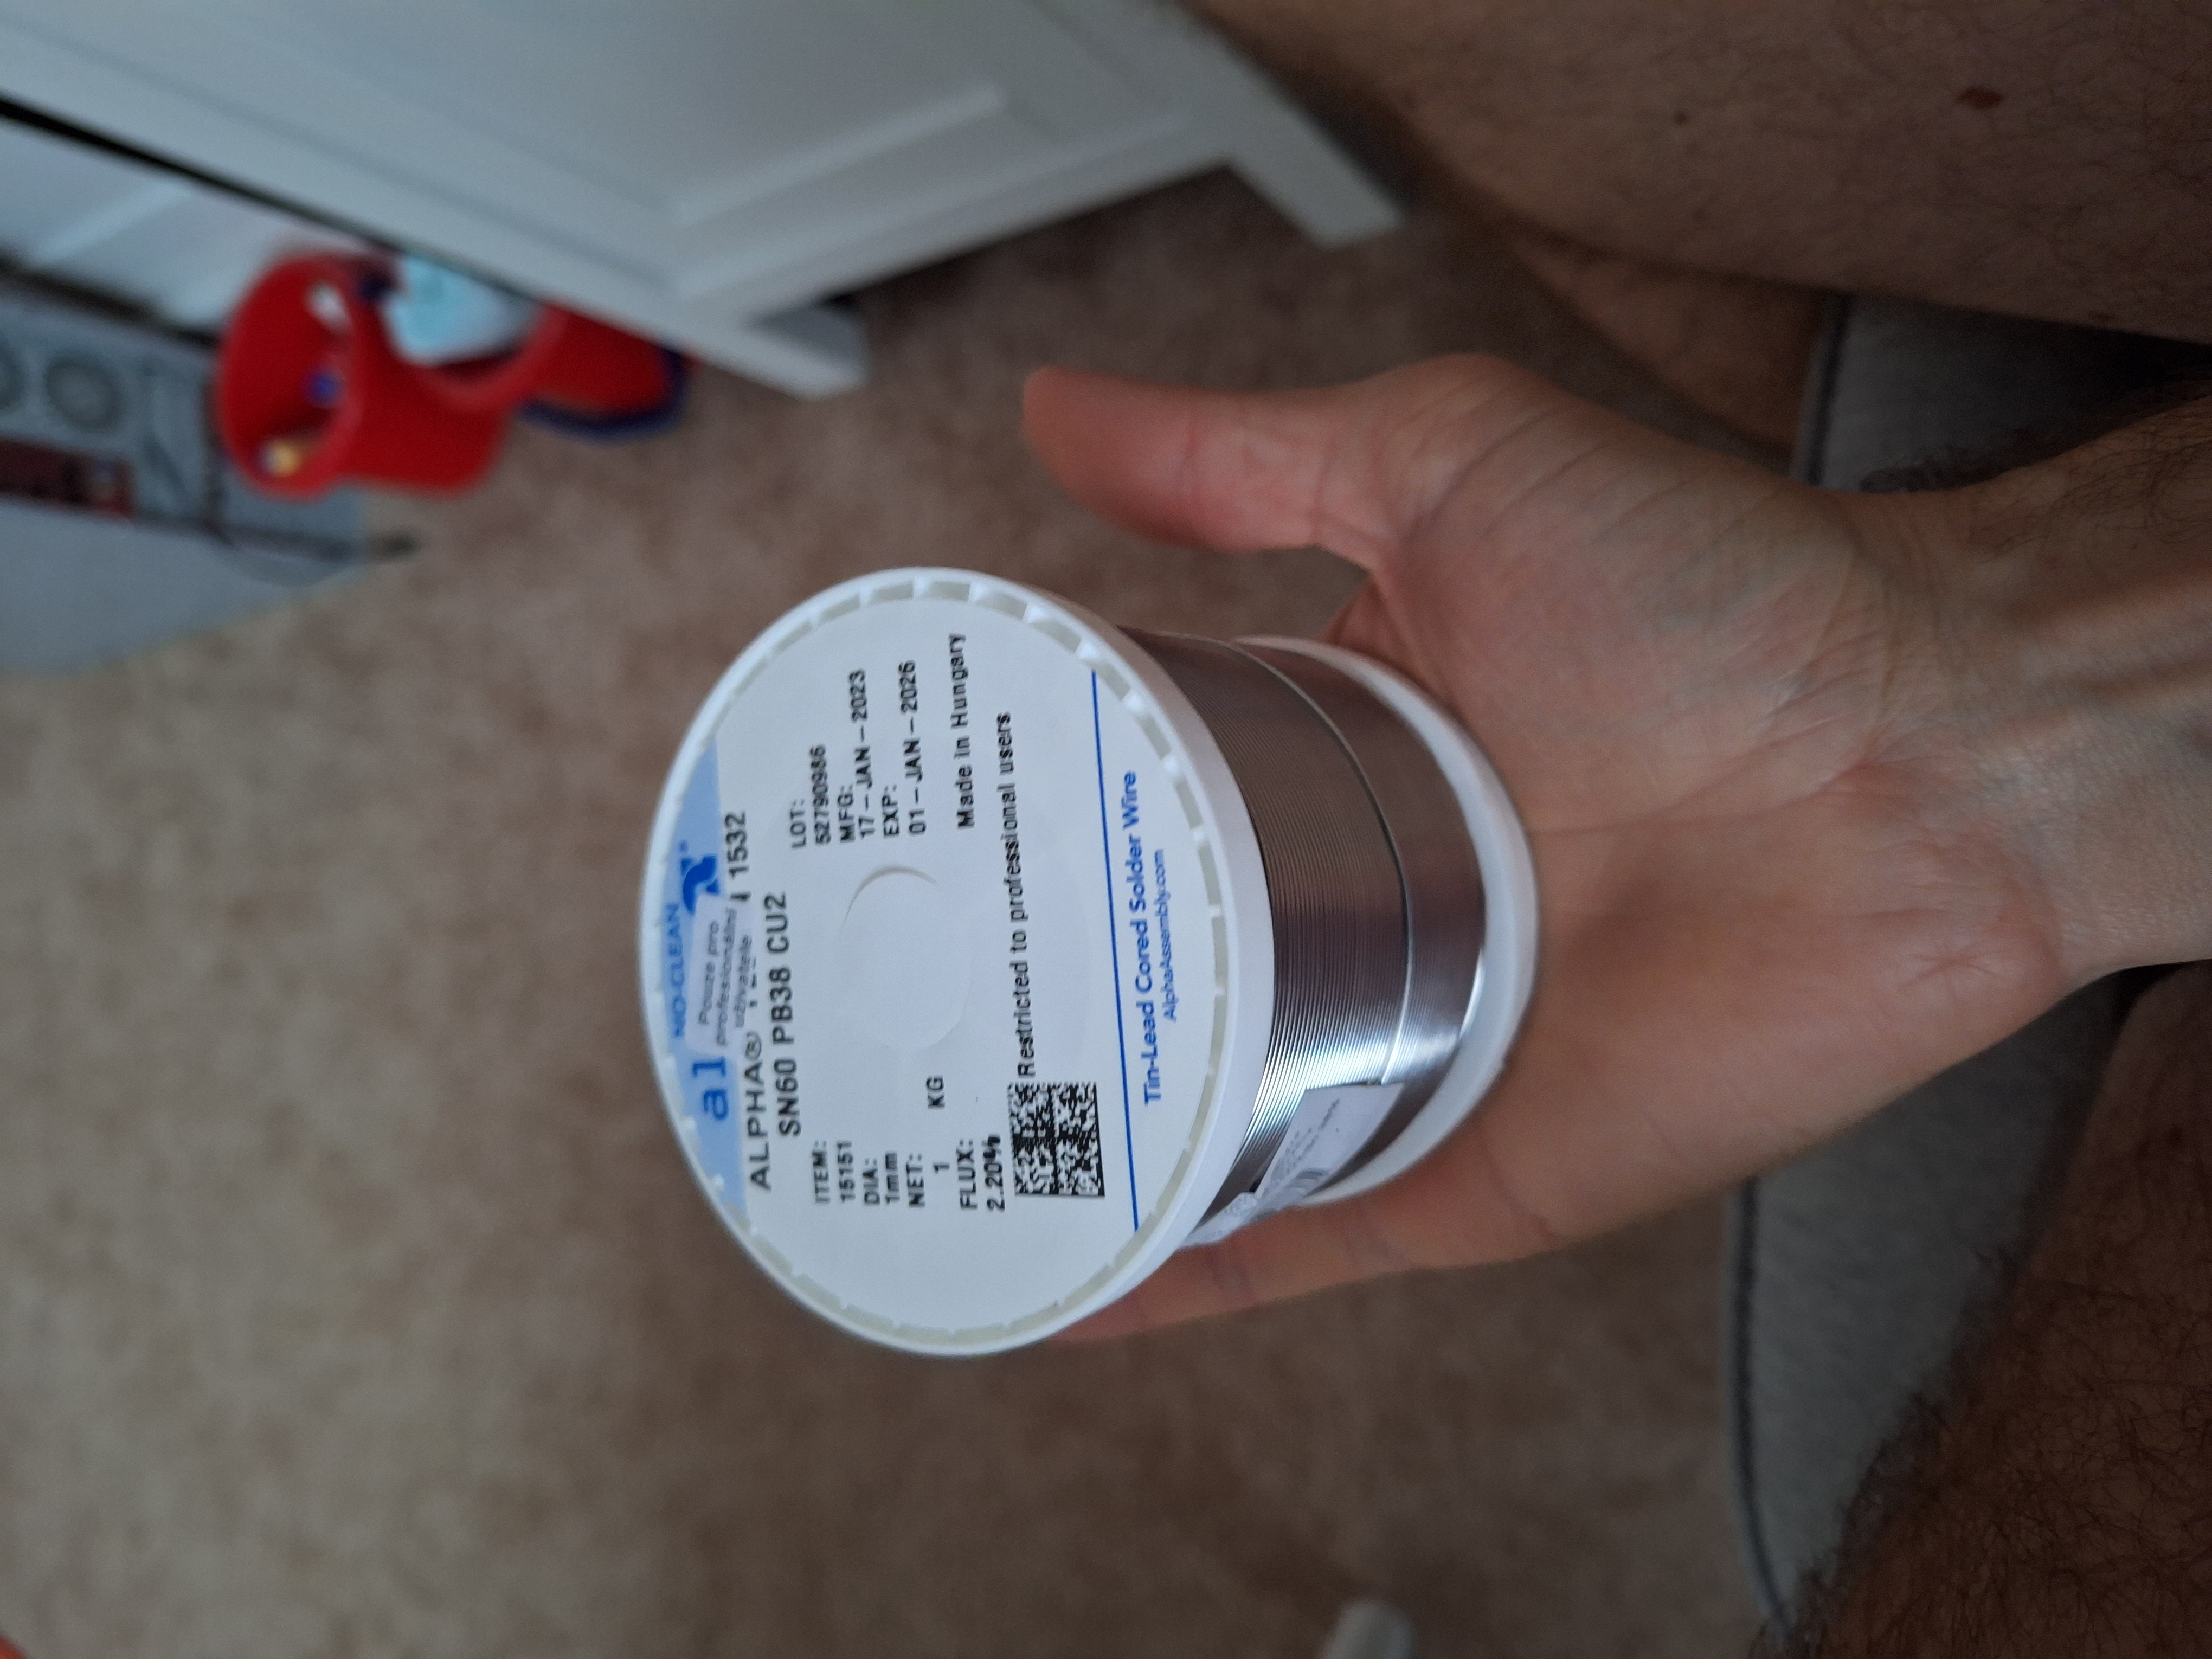 NO-CLEAN
al
Pouze pro
profesionální
uživatele
ALPHA®
1532
SN60 PB38 CU2
ITEM:
15151
DIA:
1mm
NET:
1 KG
FLUX:
2.20%
LOT:
52790986
MFG:
17-JAN-2023
EXP:
01-JAN-2026
Made in Hungary
Restricted to professional users
Tin-Lead Cored Solder Wire
AlphaAssembly.com